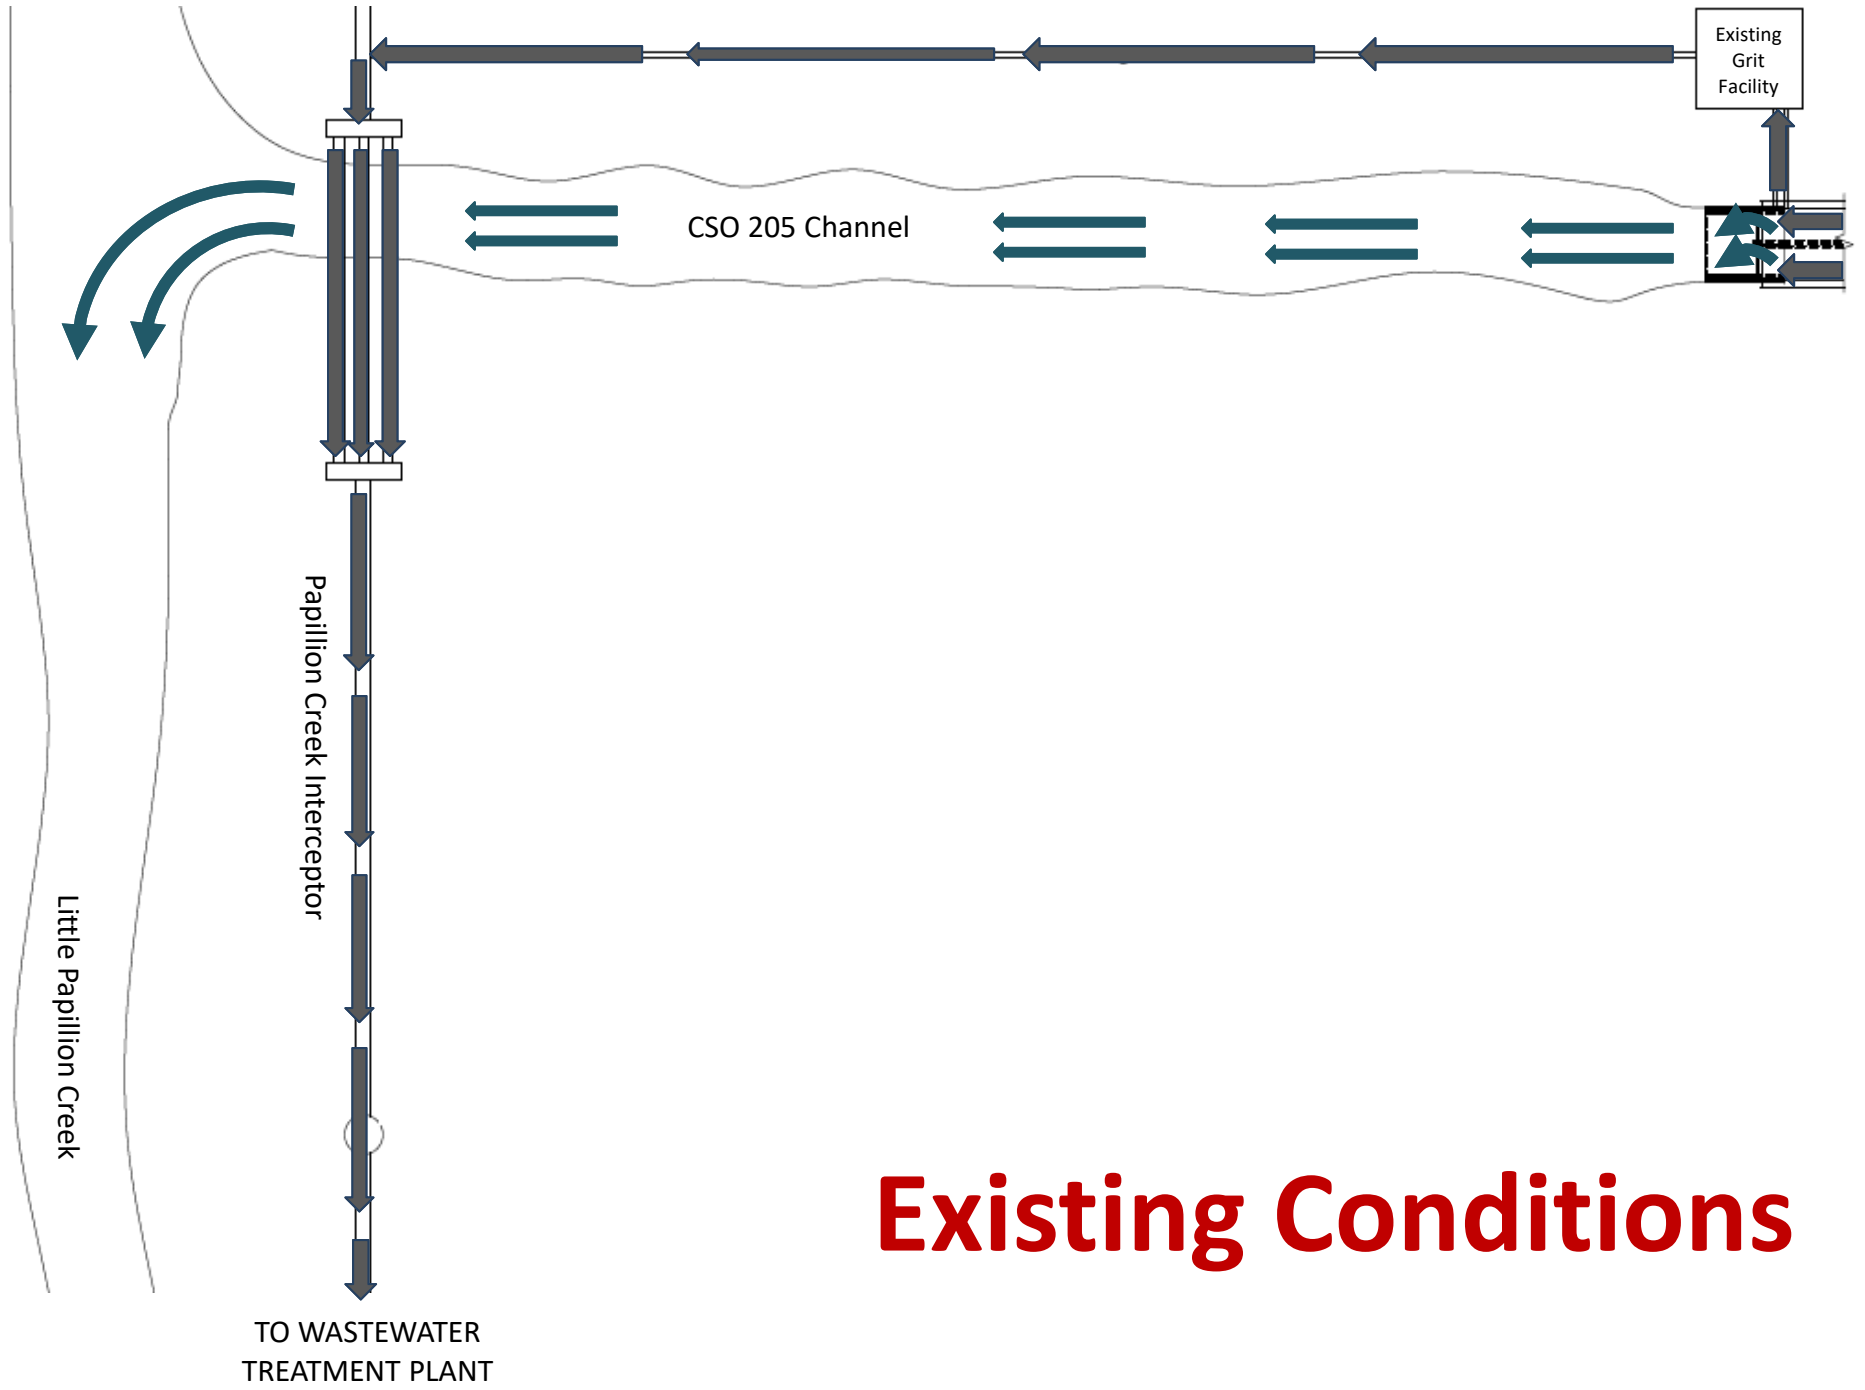 Existing
Grit
Facility
CSO 205 Channel
Papillion Creek Interceptor
Little Papillion Creek
Existing Conditions
TO WASTEWATER
TREATMENT PLANT